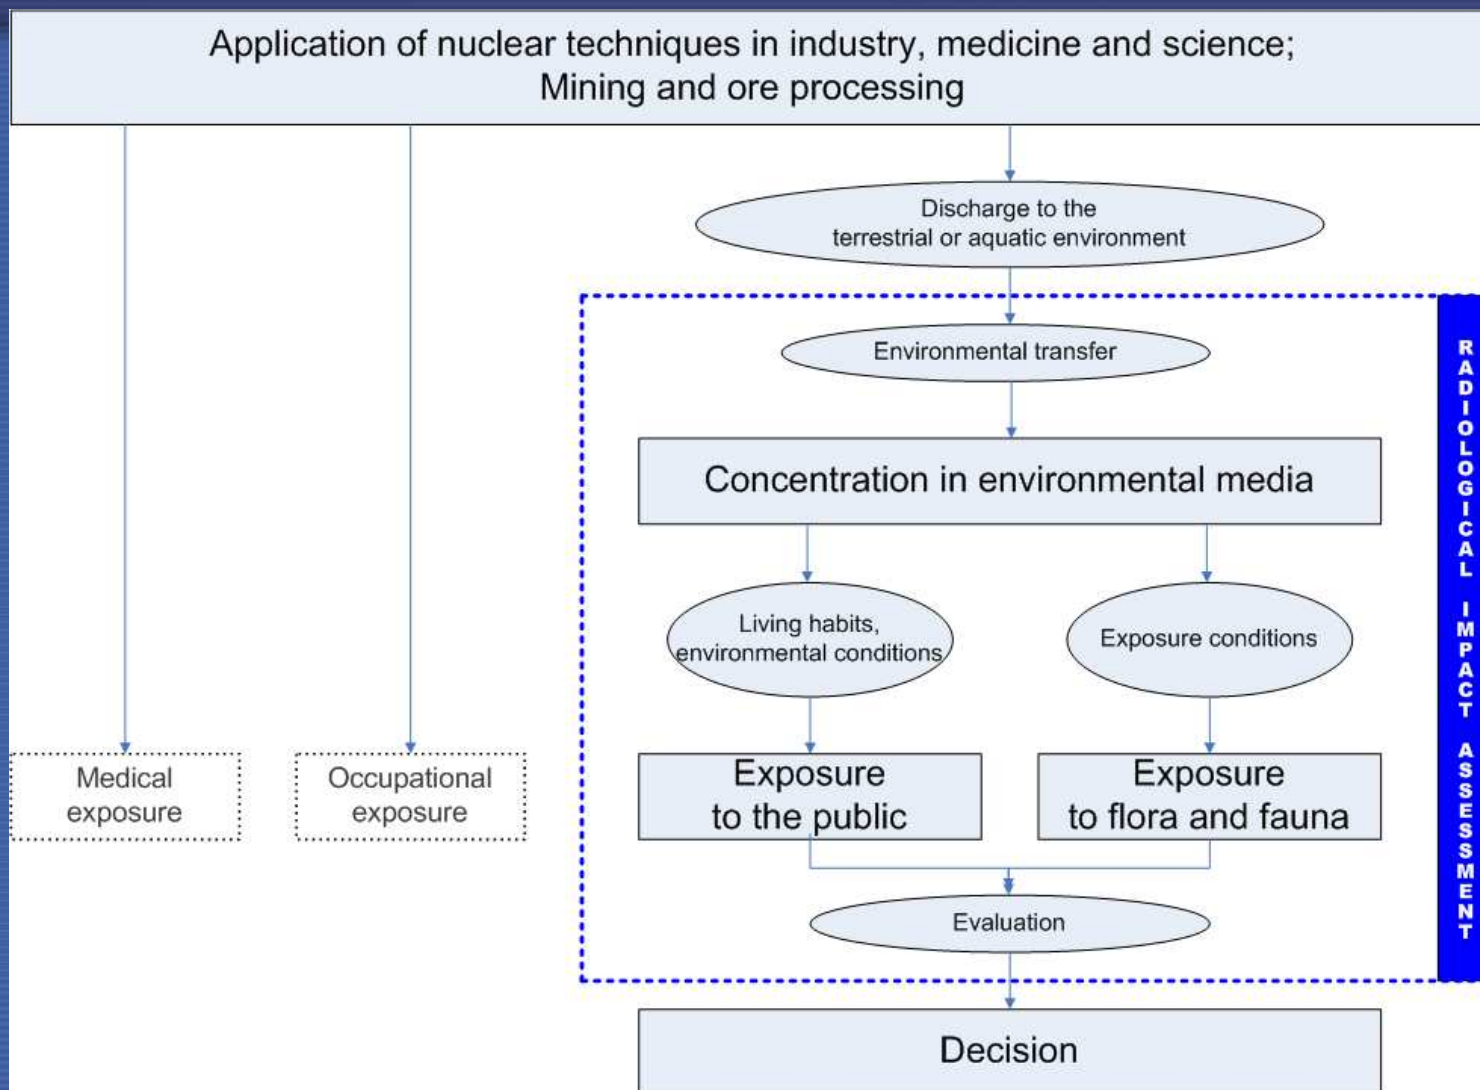 Application of nuclear techniques in industry, medicine and science;
Mining and ore processing
Discharge to the
terrestrial or aquatic environment
Environmental transfer
Concentration in environmental media
Living habits,
environmental conditions
Exposure conditions
Medical
exposure
Occupational
exposure
Exposure
to the public
Exposure
to flora and fauna
Evaluation
Decision
RADIOLOGICAL IMPACT ASSESSMENT